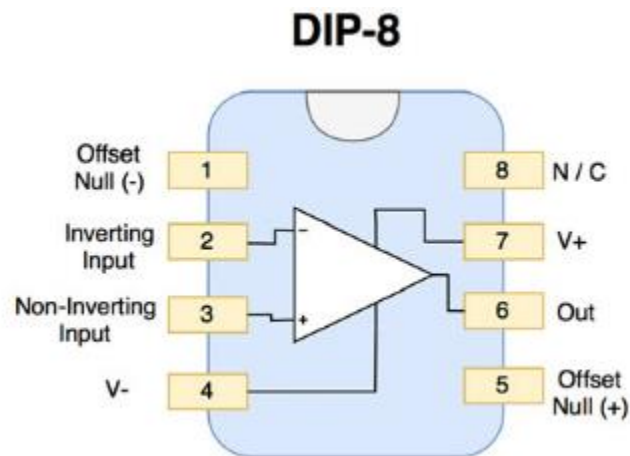 DIP-8
Offset
Null (-)
1
8
N / C
Inverting
Input
2
-
7
V+
Non-Inverting
Input
3
+
6
Out
V-
4
5
Offset
Null (+)